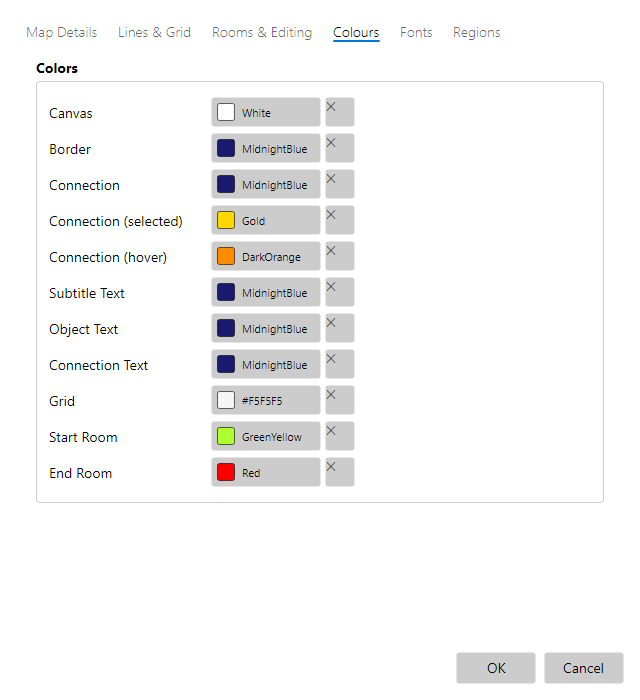 Map Details Lines & Grid Rooms & Editing Colours Fonts Regions
Colors
Canvas White
Border MidnightBlue
Connection MidnightBlue
Connection (selected) Gold
Connection (hover) DarkOrange
Subtitle Text MidnightBlue
Object Text MidnightBlue
Connection Text MidnightBlue
Grid #F5F5F5
Start Room GreenYellow
End Room Red
OK Cancel